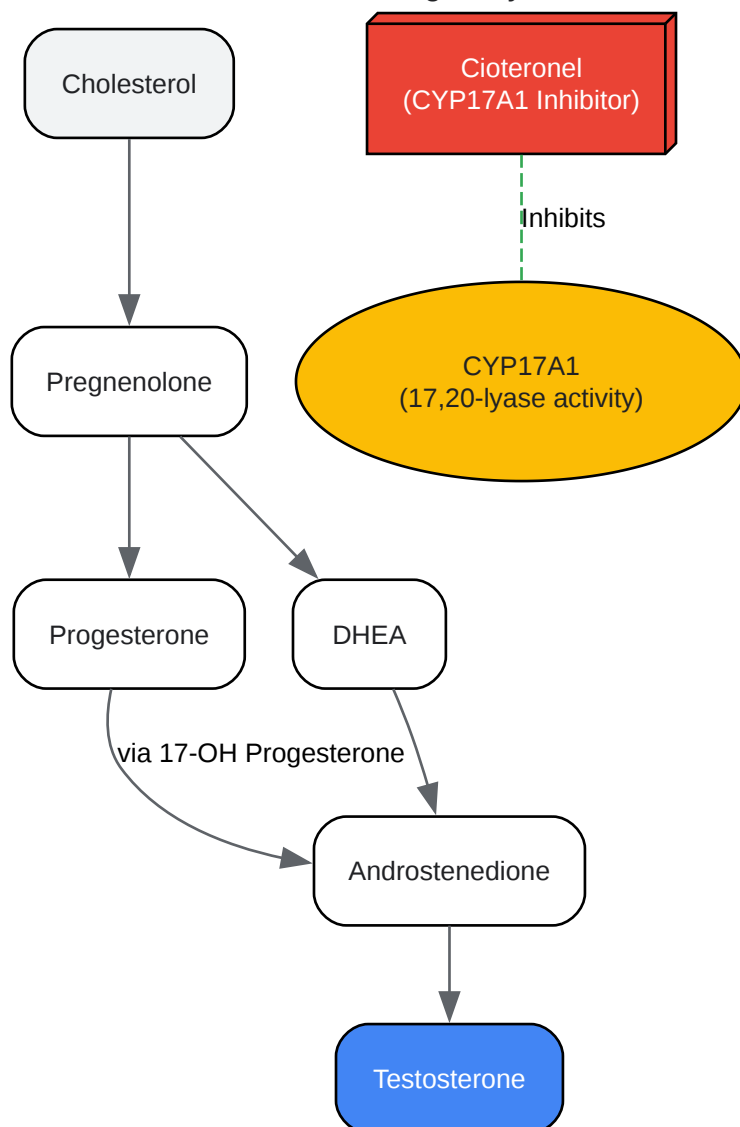 Cholesterol
Cioteronel
(CYP17A1 Inhibitor)
Inhibits
Pregnenolone
CYP17A1
(17,20-lyase activity)
Progesterone
DHEA
via 17-OH Progesterone
Androstenedione
Testosterone